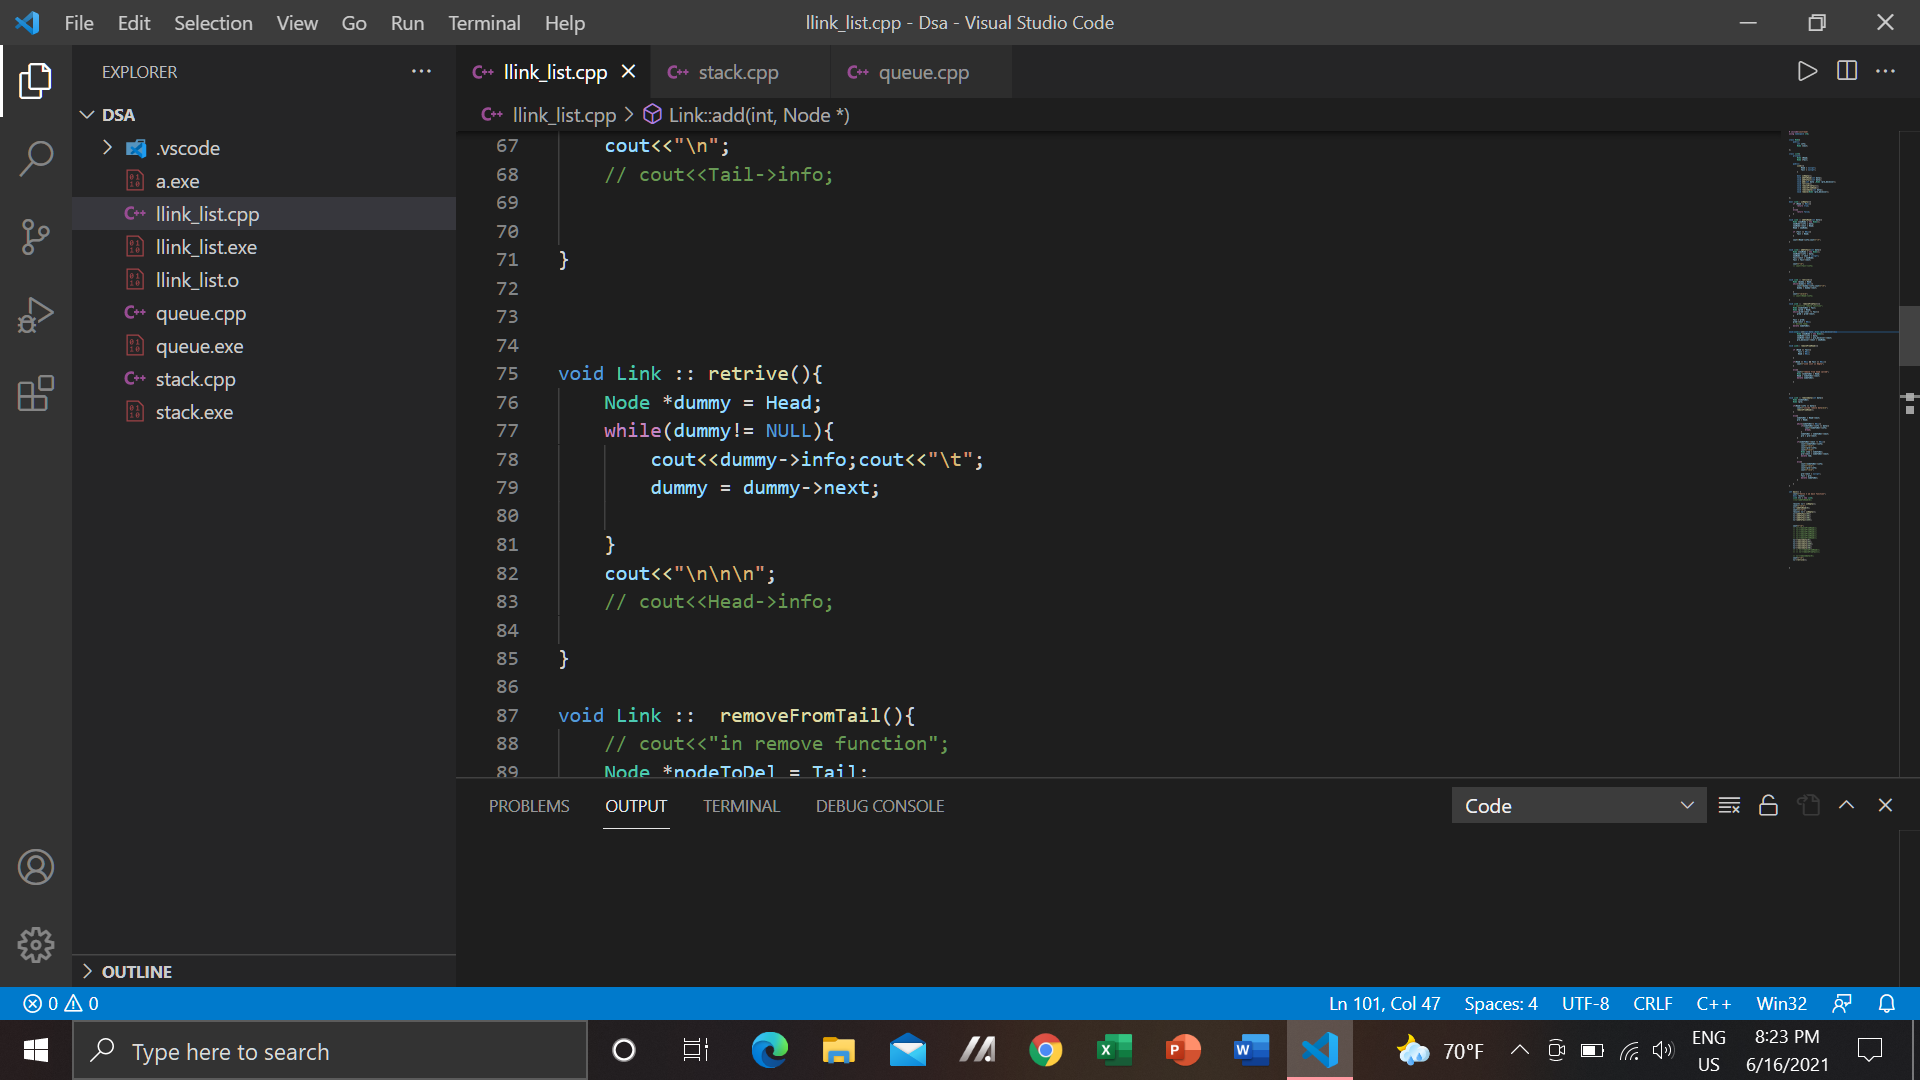 File Edit Selection View Go Run Terminal Help
llink_list.cpp - Dsa - Visual Studio Code
EXPLORER
DSA
.vscode
a.exe
llink_list.cpp
llink_list.exe
llink_list.o
queue.cpp
queue.exe
stack.cpp
stack.exe
OUTLINE
llink_list.cpp
stack.cpp
queue.cpp
llink_list.cpp > Link::add(int, Node *)
67 cout<<"\n";
68 // cout<<Tail->info;
69
70
71 }
72
73
74
75 void Link :: retrive(){
76 Node *dummy = Head;
77 while(dummy!= NULL){
78 cout<<dummy->info;cout<<"\t";
79 dummy = dummy->next;
80
81 }
82 cout<<"\n\n\n";
83 // cout<<Head->info;
84
85 }
86
87 void Link ::  removeFromTail(){
88 // cout<<"in remove function";
89 Node *nodeToDel = Tail;
PROBLEMS OUTPUT TERMINAL DEBUG CONSOLE
Code
0 0
Ln 101, Col 47 Spaces: 4 UTF-8 CRLF C++ Win32
Type here to search
70°F
ENG
US
8:23 PM
6/16/2021